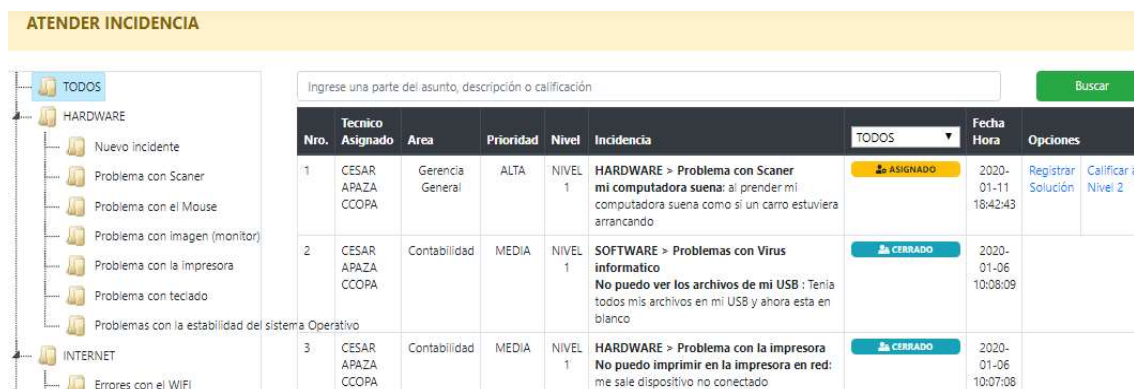 ATENDER INCIDENCIA
TODOS
HARDWARE
Nuevo incidente
Problema con Scaner
Problema con el Mouse
Problema con imagen (monitor)
Problema con la impresora
Problema con teclado
Problemas con la estabilidad del sistema Operativo
INTERNET
Errores con el WIFI
Ingrese una parte del asunto, descripción o calificación
Buscar
Nro. Tecnico Asignado Area Prioridad Nivel Incidencia TODOS Fecha Hora Opciones
1 CESAR APAZA CCOPA Gerencia General ALTA NIVEL 1
HARDWARE > Problema con Scaner
mi computadora suena: al prender mi
computadora suena como si un carro estuviera
arrancando
ASIGNADO
2020-
01-11
18:42:43
Registrar Solución
Calificar a Nivel 2
2 CESAR APAZA CCOPA Contabilidad MEDIA NIVEL 1
SOFTWARE > Problemas con Virus
informatico
No puedo ver los archivos de mi USB : Tenia
todos mis archivos en mi USB y ahora esta en
blanco
CERRADO
2020-
01-06
10:08:09
3 CESAR APAZA CCOPA Contabilidad MEDIA NIVEL 1
HARDWARE > Problema con la impresora
No puedo imprimir en la impresora en red:
me sale dispositivo no conectado
CERRADO
2020-
01-06
10:07:08